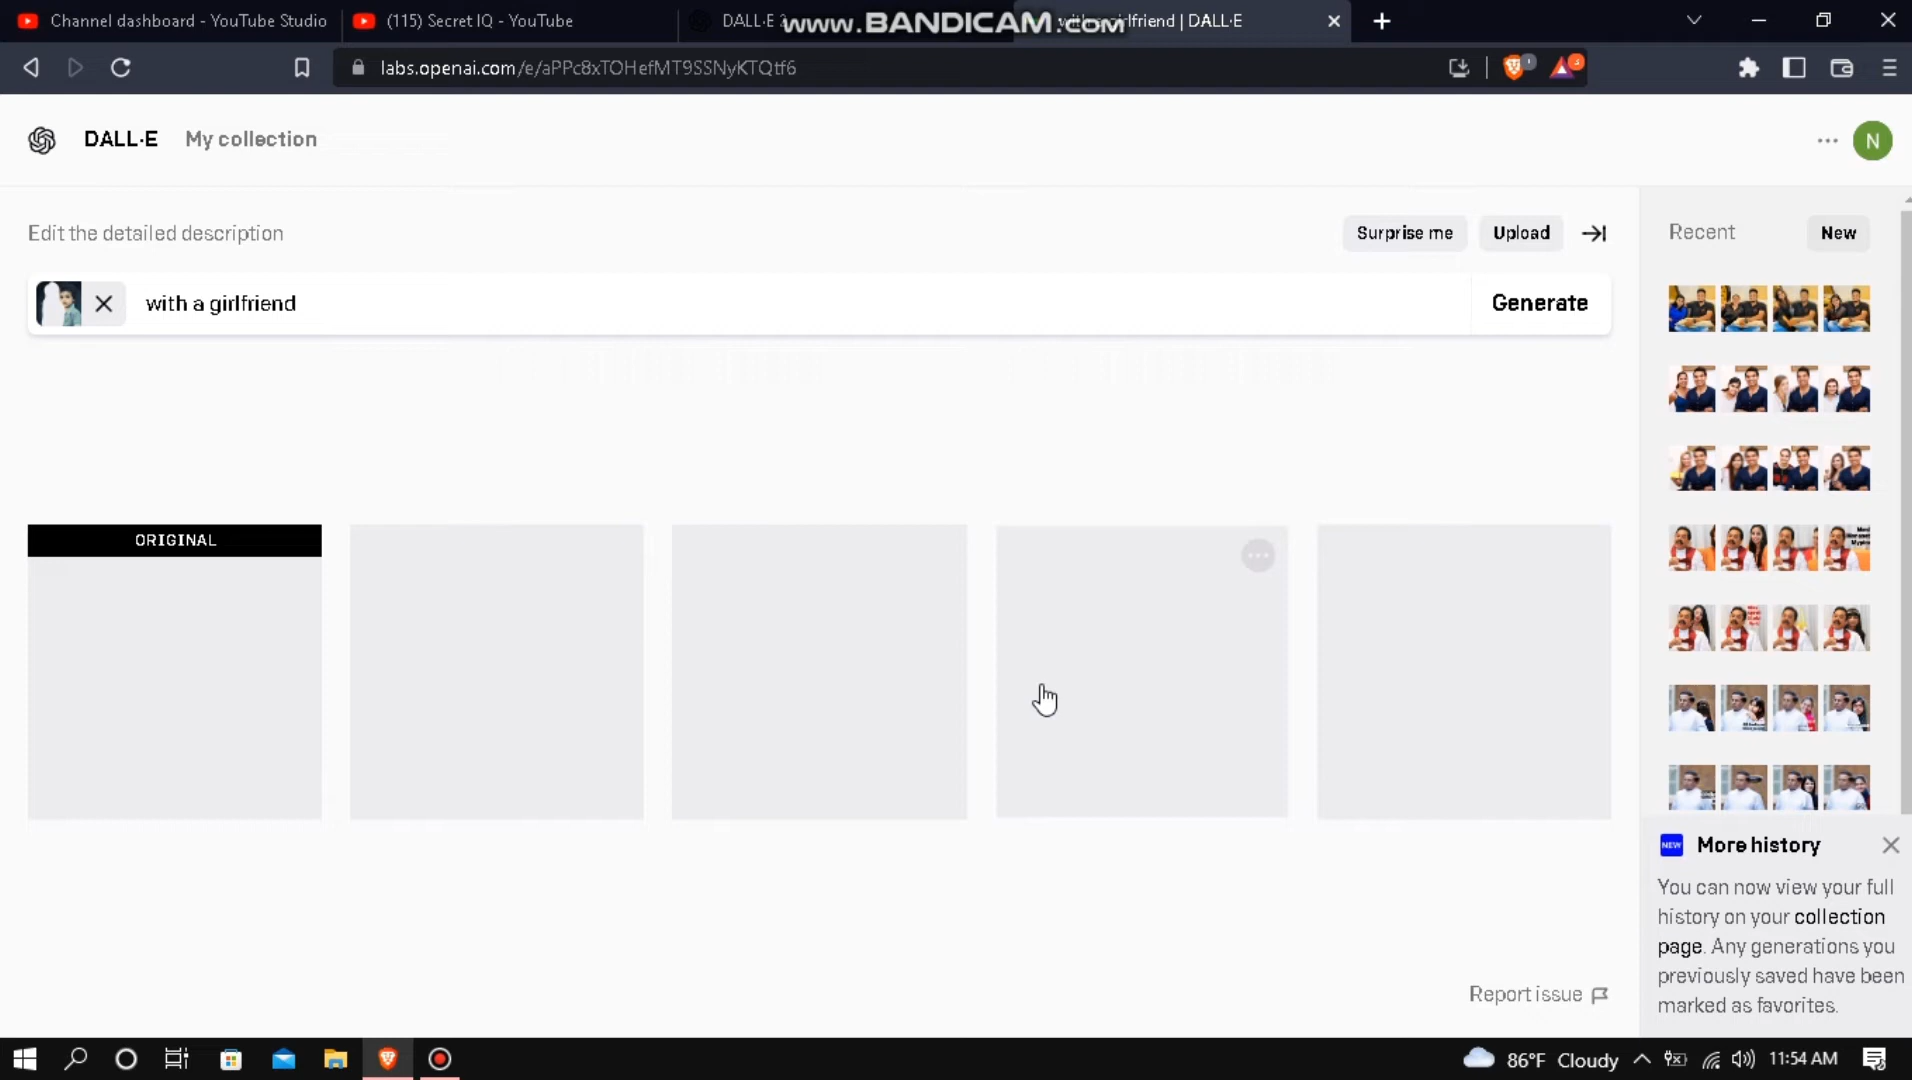 Channel dashboard - YouTube Studio
(115) Secret IQ - YouTube
DALL·E 2
girlfriend | DALL·E
www.BANDICAM.com
labs.openai.com/e/aPPc8xTOHefMT9SSNyKTQtf6
DALL·E
My collection
N
Edit the detailed description
Surprise me
Upload
with a girlfriend
Generate
Recent
New
ORIGINAL
NEW
More history
You can now view your full
history on your collection
page. Any generations you
previously saved have been
marked as favorites.
Report issue
86°F Cloudy
11:54 AM